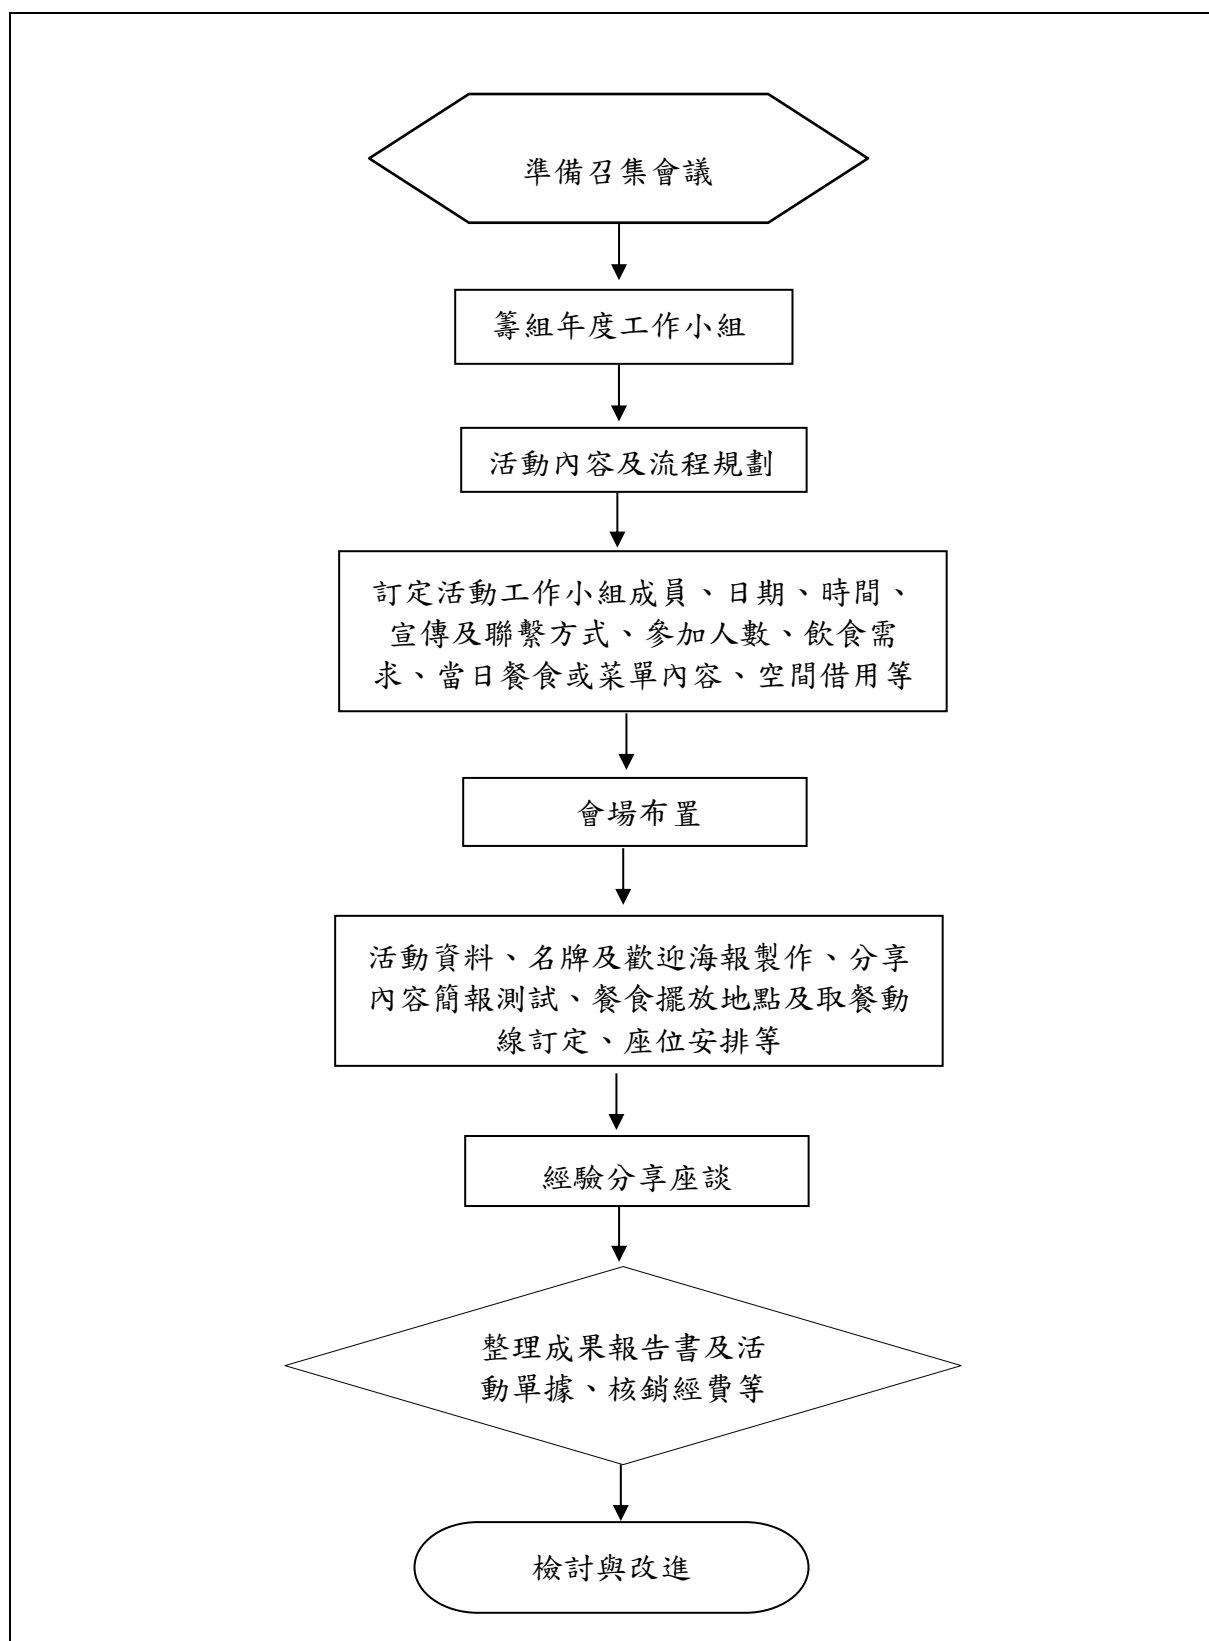 準備召集會議
籌組年度工作小組
活動內容及流程規劃
訂定活動工作小組成員、日期、時間、
宣傳及聯繫方式、參加人數、飲食需
求、當日餐食或菜單內容、空間借用等
會場布置
活動資料、名牌及歡迎海報製作、分享
內容簡報測試、餐食擺放地點及取餐動
線訂定、座位安排等
經驗分享座談
整理成果報告書及活
動單據、核銷經費等
檢討與改進